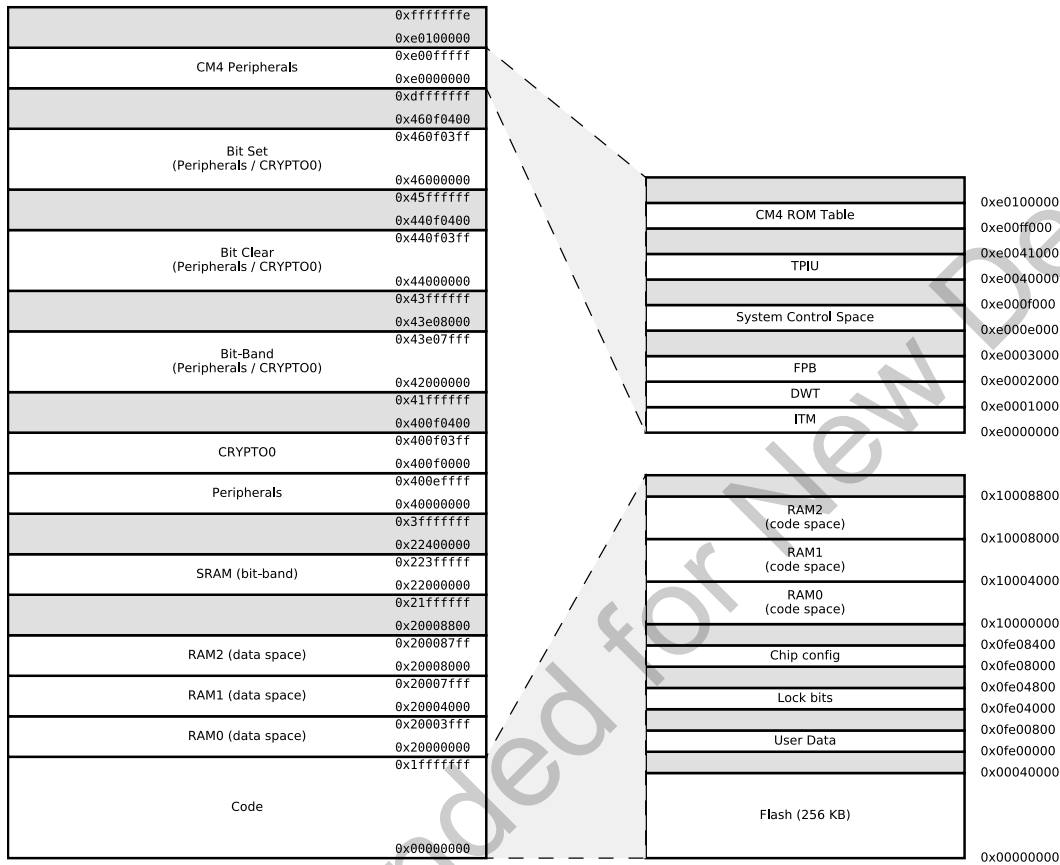 0xfffffffe
0xe0100000
CM4 Peripherals
0xe00fffff
0xe0000000
0xdfffffff
0x460f0400
Bit Set
(Peripherals / CRYPTO0)
0x460f03ff
0x46000000
0x45ffffff
0x440f0400
Bit Clear
(Peripherals / CRYPTO0)
0x440f03ff
0x44000000
0x43ffffff
0x43e08000
Bit-Band
(Peripherals / CRYPTO0)
0x43e07fff
0x42000000
0x41ffffff
0x400f0400
CRYPTO0
0x400f03ff
0x400f0000
Peripherals
0x400effff
0x40000000
0x3fffffff
0x22400000
SRAM (bit-band)
0x223fffff
0x22000000
0x21ffffff
0x20008800
RAM2 (data space)
0x200087ff
0x20008000
RAM1 (data space)
0x20007fff
0x20004000
RAM0 (data space)
0x20003fff
0x20000000
Code
0x1fffffff
0x00000000
0xe0100000
CM4 ROM Table
0xe00ff000
0xe0041000
TPIU
0xe0040000
0xe000f000
System Control Space
0xe000e000
0xe0003000
FPB
0xe0002000
DWT
0xe0001000
ITM
0xe0000000
0x10008800
RAM2
(code space)
0x10008000
RAM1
(code space)
0x10004000
RAM0
(code space)
0x10000000
0x0fe08400
Chip config
0x0fe08000
0x0fe04800
Lock bits
0x0fe04000
0x0fe00800
User Data
0x0fe00000
0x00040000
Flash (256 KB)
0x00000000
nded for New De